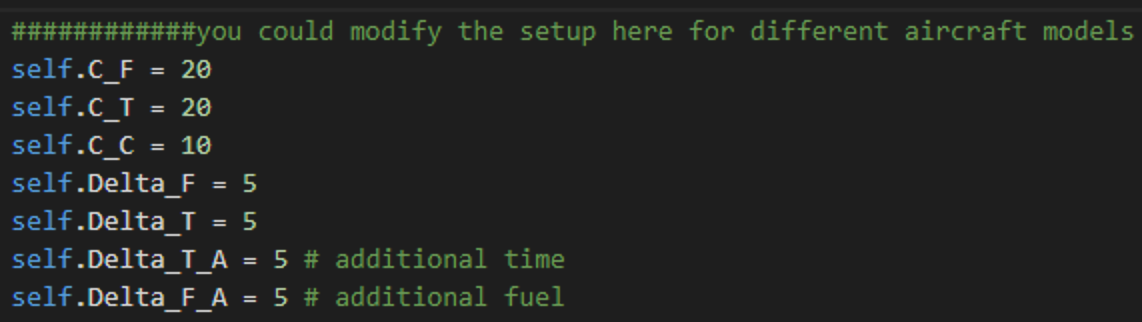 ############you could modify the setup here for different aircraft models
self.C_F = 20
self.C_T = 20
self.C_C = 10
self.Delta_F = 5
self.Delta_T = 5
self.Delta_T_A = 5 # additional time
self.Delta_F_A = 5 # additional fuel